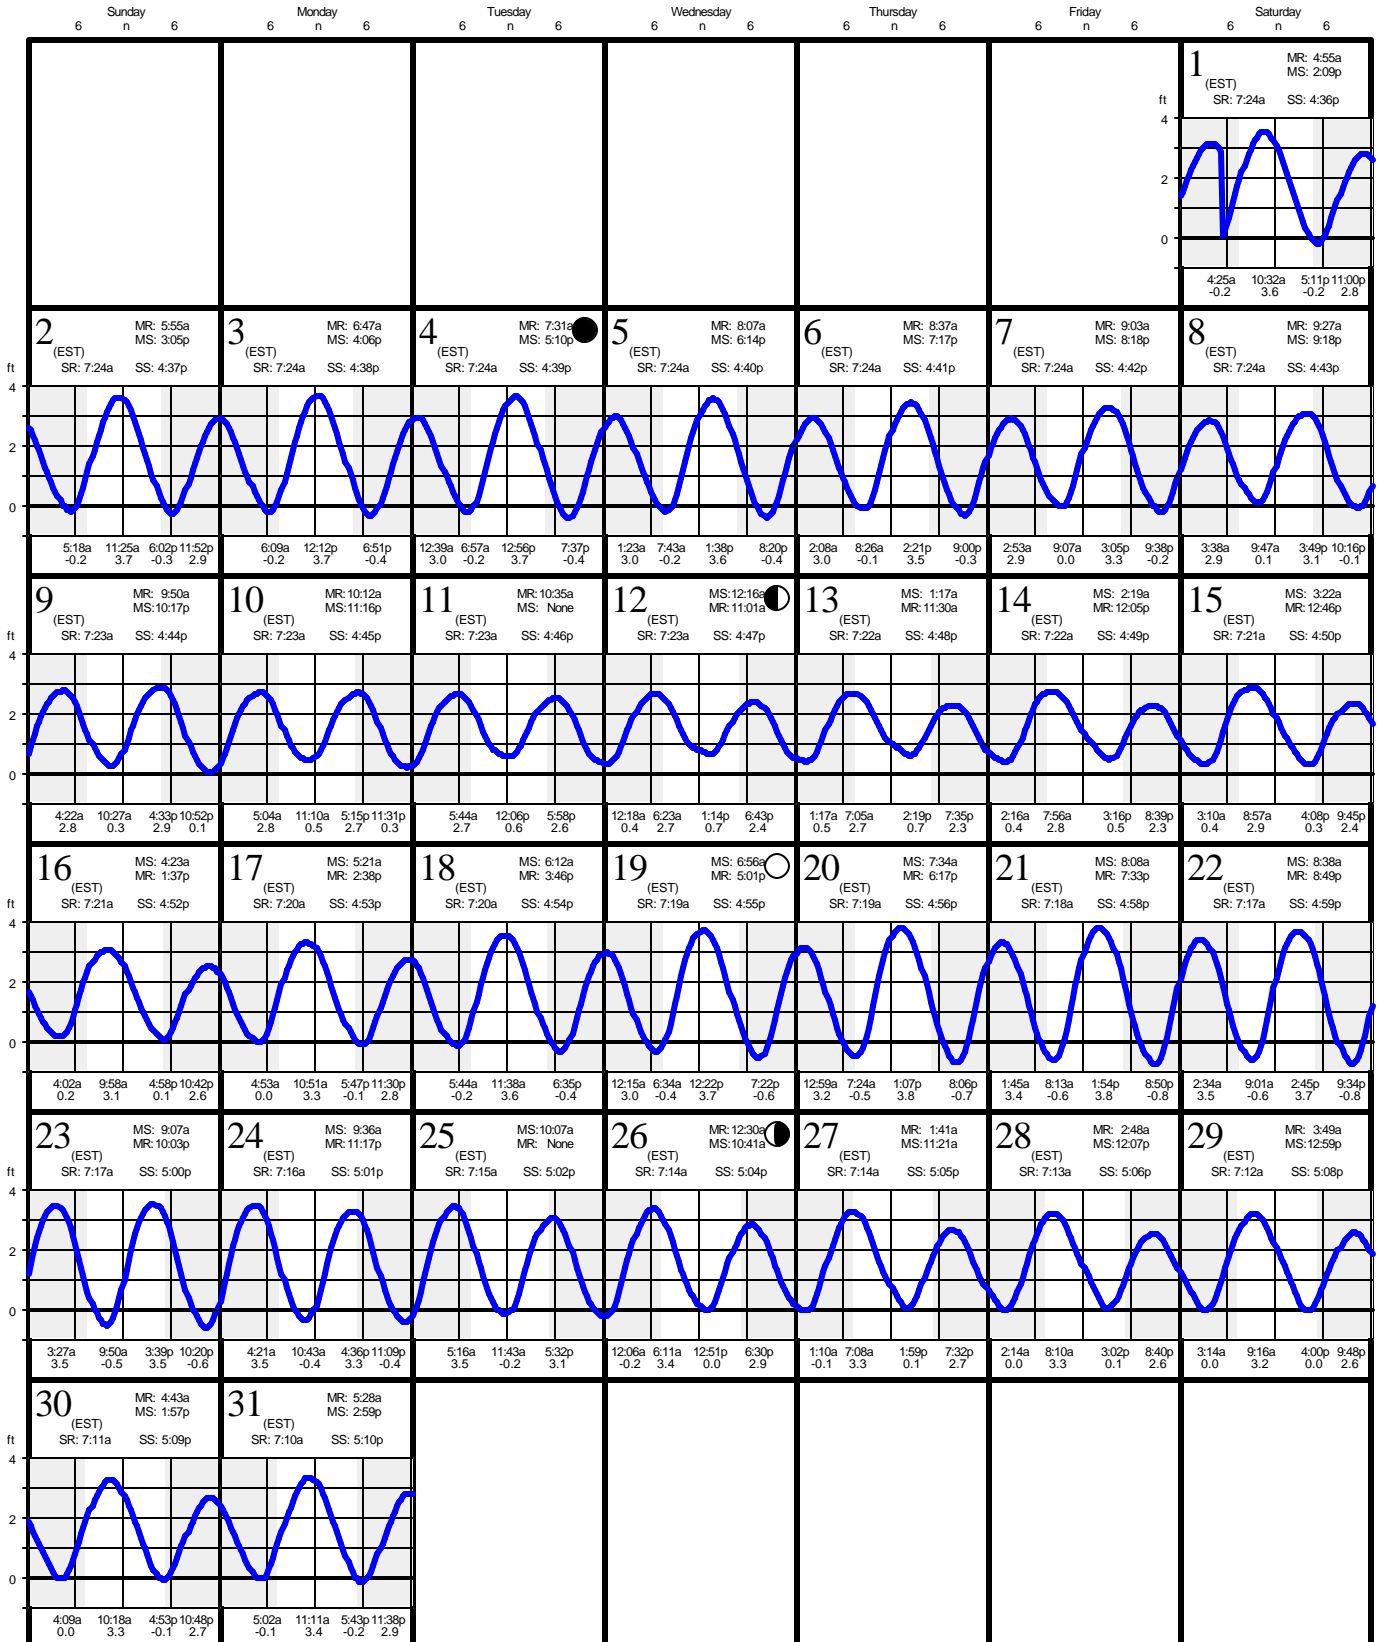 Sunday Monday Tuesday Wednesday Thursday Friday Saturday
6 n 6 6 n 6 6 n 6 6 n 6 6 n 6 6 n 6 6 n 6
1
MR: 4:55a
MS: 2:09p
(EST)
SR: 7:24a SS: 4:36p
ft
4
2
0
4:25a 10:32a 5:11p 11:00p
-0.2 3.6 -0.2 2.8
2
MR: 5:55a
MS: 3:05p
(EST)
SR: 7:24a SS: 4:37p
ft
4
2
0
5:18a 11:25a 6:02p 11:52p
-0.2 3.7 -0.3 2.9
3
MR: 6:47a
MS: 4:06p
(EST)
SR: 7:24a SS: 4:38p
6:09a 12:12p 6:51p
-0.2 3.7 -0.4
4
MR: 7:31a
MS: 5:10p
(EST)
SR: 7:24a SS: 4:39p
12:39a 6:57a 12:56p 7:37p
3.0 -0.2 3.7 -0.4
5
MR: 8:07a
MS: 6:14p
(EST)
SR: 7:24a SS: 4:40p
1:23a 7:43a 1:38p 8:20p
3.0 -0.2 3.6 -0.4
6
MR: 8:37a
MS: 7:17p
(EST)
SR: 7:24a SS: 4:41p
2:08a 8:26a 2:21p 9:00p
3.0 -0.1 3.5 -0.3
7
MR: 9:03a
MS: 8:18p
(EST)
SR: 7:24a SS: 4:42p
2:53a 9:07a 3:05p 9:38p
2.9 0.0 3.3 -0.2
8
MR: 9:27a
MS: 9:18p
(EST)
SR: 7:24a SS: 4:43p
3:38a 9:47a 3:49p 10:16p
2.9 0.1 3.1 -0.1
9
MR: 9:50a
MS:10:17p
(EST)
SR: 7:23a SS: 4:44p
ft
4
2
0
4:22a 10:27a 4:33p 10:52p
2.8 0.3 2.9 0.1
10
MR:10:12a
MS:11:16p
(EST)
SR: 7:23a SS: 4:45p
5:04a 11:10a 5:15p 11:31p
2.8 0.5 2.7 0.3
11
MR:10:35a
MS: None
(EST)
SR: 7:23a SS: 4:46p
5:44a 12:06p 5:58p
2.7 0.6 2.6
12
MS:12:16a
MR:11:01a
(EST)
SR: 7:23a SS: 4:47p
12:18a 6:23a 1:14p 6:43p
0.4 2.7 0.7 2.4
13
MS: 1:17a
MR:11:30a
(EST)
SR: 7:22a SS: 4:48p
1:17a 7:05a 2:19p 7:35p
0.5 2.7 0.7 2.3
14
MS: 2:19a
MR:12:05p
(EST)
SR: 7:22a SS: 4:49p
2:16a 7:56a 3:16p 8:39p
0.4 2.8 0.5 2.3
15
MS: 3:22a
MR:12:46p
(EST)
SR: 7:21a SS: 4:50p
3:10a 8:57a 4:08p 9:45p
0.4 2.9 0.3 2.4
16
MS: 4:23a
MR: 1:37p
(EST)
SR: 7:21a SS: 4:52p
ft
4
2
0
4:02a 9:58a 4:58p 10:42p
0.2 3.1 0.1 2.6
17
MS: 5:21a
MR: 2:38p
(EST)
SR: 7:20a SS: 4:53p
4:53a 10:51a 5:47p 11:30p
0.0 3.3 -0.1 2.8
18
MS: 6:12a
MR: 3:46p
(EST)
SR: 7:20a SS: 4:54p
5:44a 11:38a 6:35p
-0.2 3.6 -0.4
19
MS: 6:56a
MR: 5:01p
(EST)
SR: 7:19a SS: 4:55p
12:15a 6:34a 12:22p 7:22p
3.0 -0.4 3.7 -0.6
20
MS: 7:34a
MR: 6:17p
(EST)
SR: 7:19a SS: 4:56p
12:59a 7:24a 1:07p 8:06p
3.2 -0.5 3.8 -0.7
21
MS: 8:08a
MR: 7:33p
(EST)
SR: 7:18a SS: 4:58p
1:45a 8:13a 1:54p 8:50p
3.4 -0.6 3.8 -0.8
22
MS: 8:38a
MR: 8:49p
(EST)
SR: 7:17a SS: 4:59p
2:34a 9:01a 2:45p 9:34p
3.4 -0.6 3.7 -0.8
23
MS: 9:07a
MR:10:03p
(EST)
SR: 7:17a SS: 5:00p
ft
4
2
0
3:27a 9:50a 3:39p 10:20p
3.5 -0.5 3.5 -0.6
24
MS: 9:36a
MR:11:17p
(EST)
SR: 7:16a SS: 5:01p
4:21a 10:43a 4:36p 11:09p
3.5 -0.4 3.3 -0.4
25
MS:10:07a
MR: None
(EST)
SR: 7:15a SS: 5:02p
5:16a 11:43a 5:32p
3.5 -0.2 3.1
26
MR:12:30a
MS:10:41a
(EST)
SR: 7:14a SS: 5:04p
12:06a 6:11a 12:51p 6:30p
-0.2 3.4 0.0 2.9
27
MR: 1:41a
MS:11:21a
(EST)
SR: 7:14a SS: 5:05p
1:10a 7:08a 1:59p 7:32p
-0.1 3.3 0.1 2.7
28
MR: 2:48a
MS:12:07p
(EST)
SR: 7:13a SS: 5:06p
2:14a 8:10a 3:02p 8:40p
0.0 3.3 0.1 2.6
29
MR: 3:49a
MS:12:59p
(EST)
SR: 7:12a SS: 5:08p
3:14a 9:16a 4:00p 9:48p
0.0 3.2 0.0 2.6
30
MR: 4:43a
MS: 1:57p
(EST)
SR: 7:11a SS: 5:09p
ft
4
2
0
4:09a 10:18a 4:53p 10:48p
0.0 3.3 -0.1 2.7
31
MR: 5:28a
MS: 2:59p
(EST)
SR: 7:10a SS: 5:10p
5:02a 11:11a 5:43p 11:38p
-0.1 3.4 -0.2 2.9